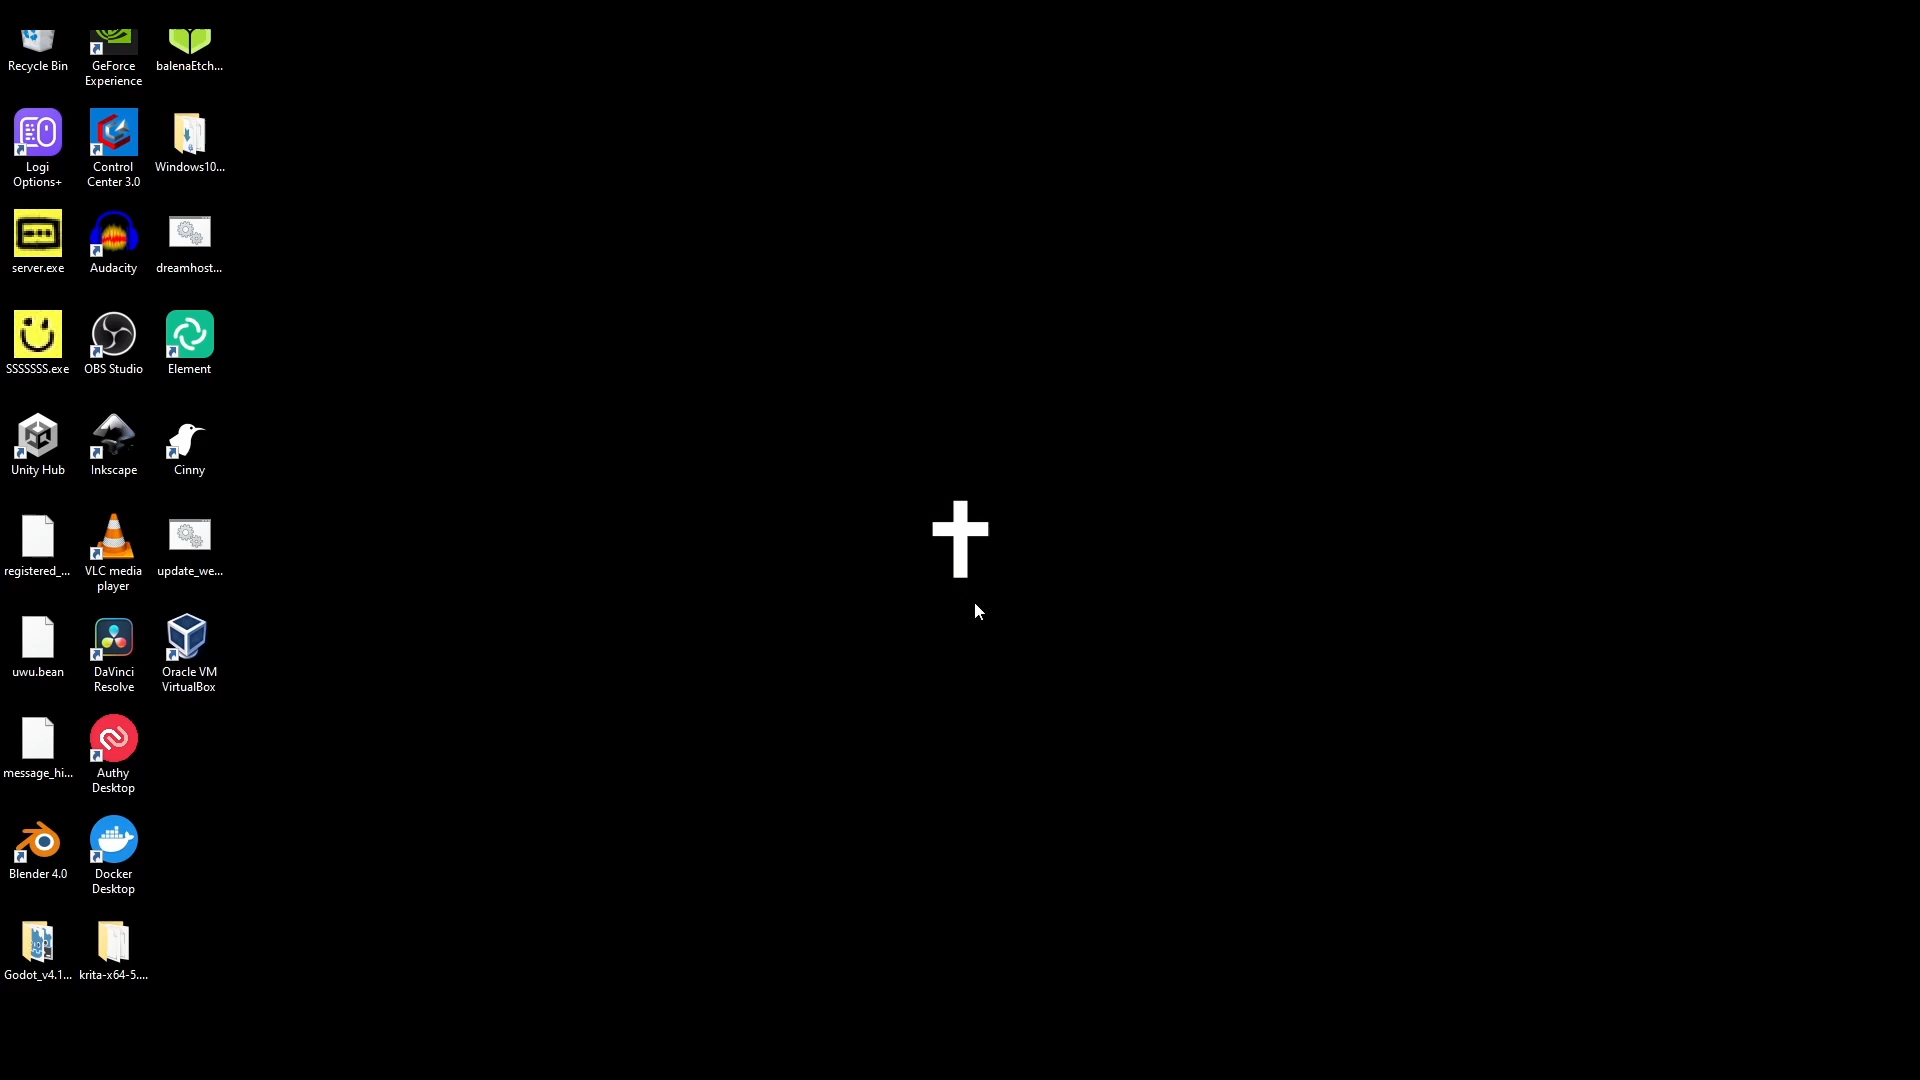 Recycle Bin
GeForce
Experience
balenaEtch...
Logi
Options+
Control
Center 3.0
Windows10...
server.exe
Audacity
dreamhost...
SSSSSSS.exe
OBS Studio
Element
Unity Hub
Inkscape
Cinny
registered_...
VLC media
player
update_we...
uwu.bean
DaVinci
Resolve
Oracle VM
VirtualBox
message_hi...
Authy
Desktop
Blender 4.0
Docker
Desktop
Godot_v4.1...
krita-x64-5....